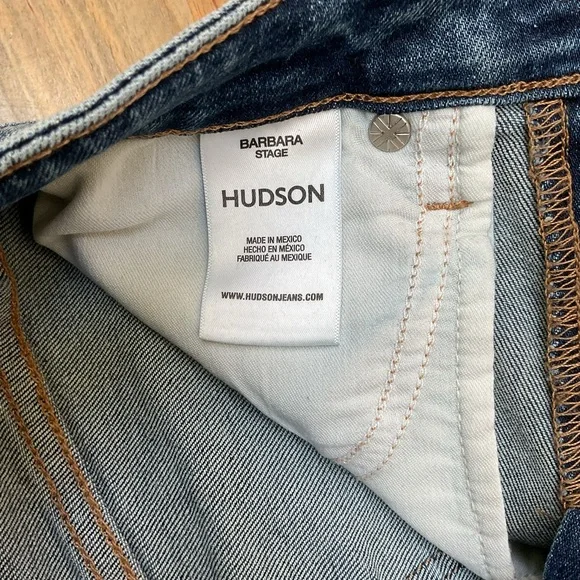 BARBARA
STAGE
HUDSON
MADE IN MEXICO
HECHO EN MÉXICO
FABRIQUÉ AU MEXIQUE
WWW.HUDSONJEANS.COM